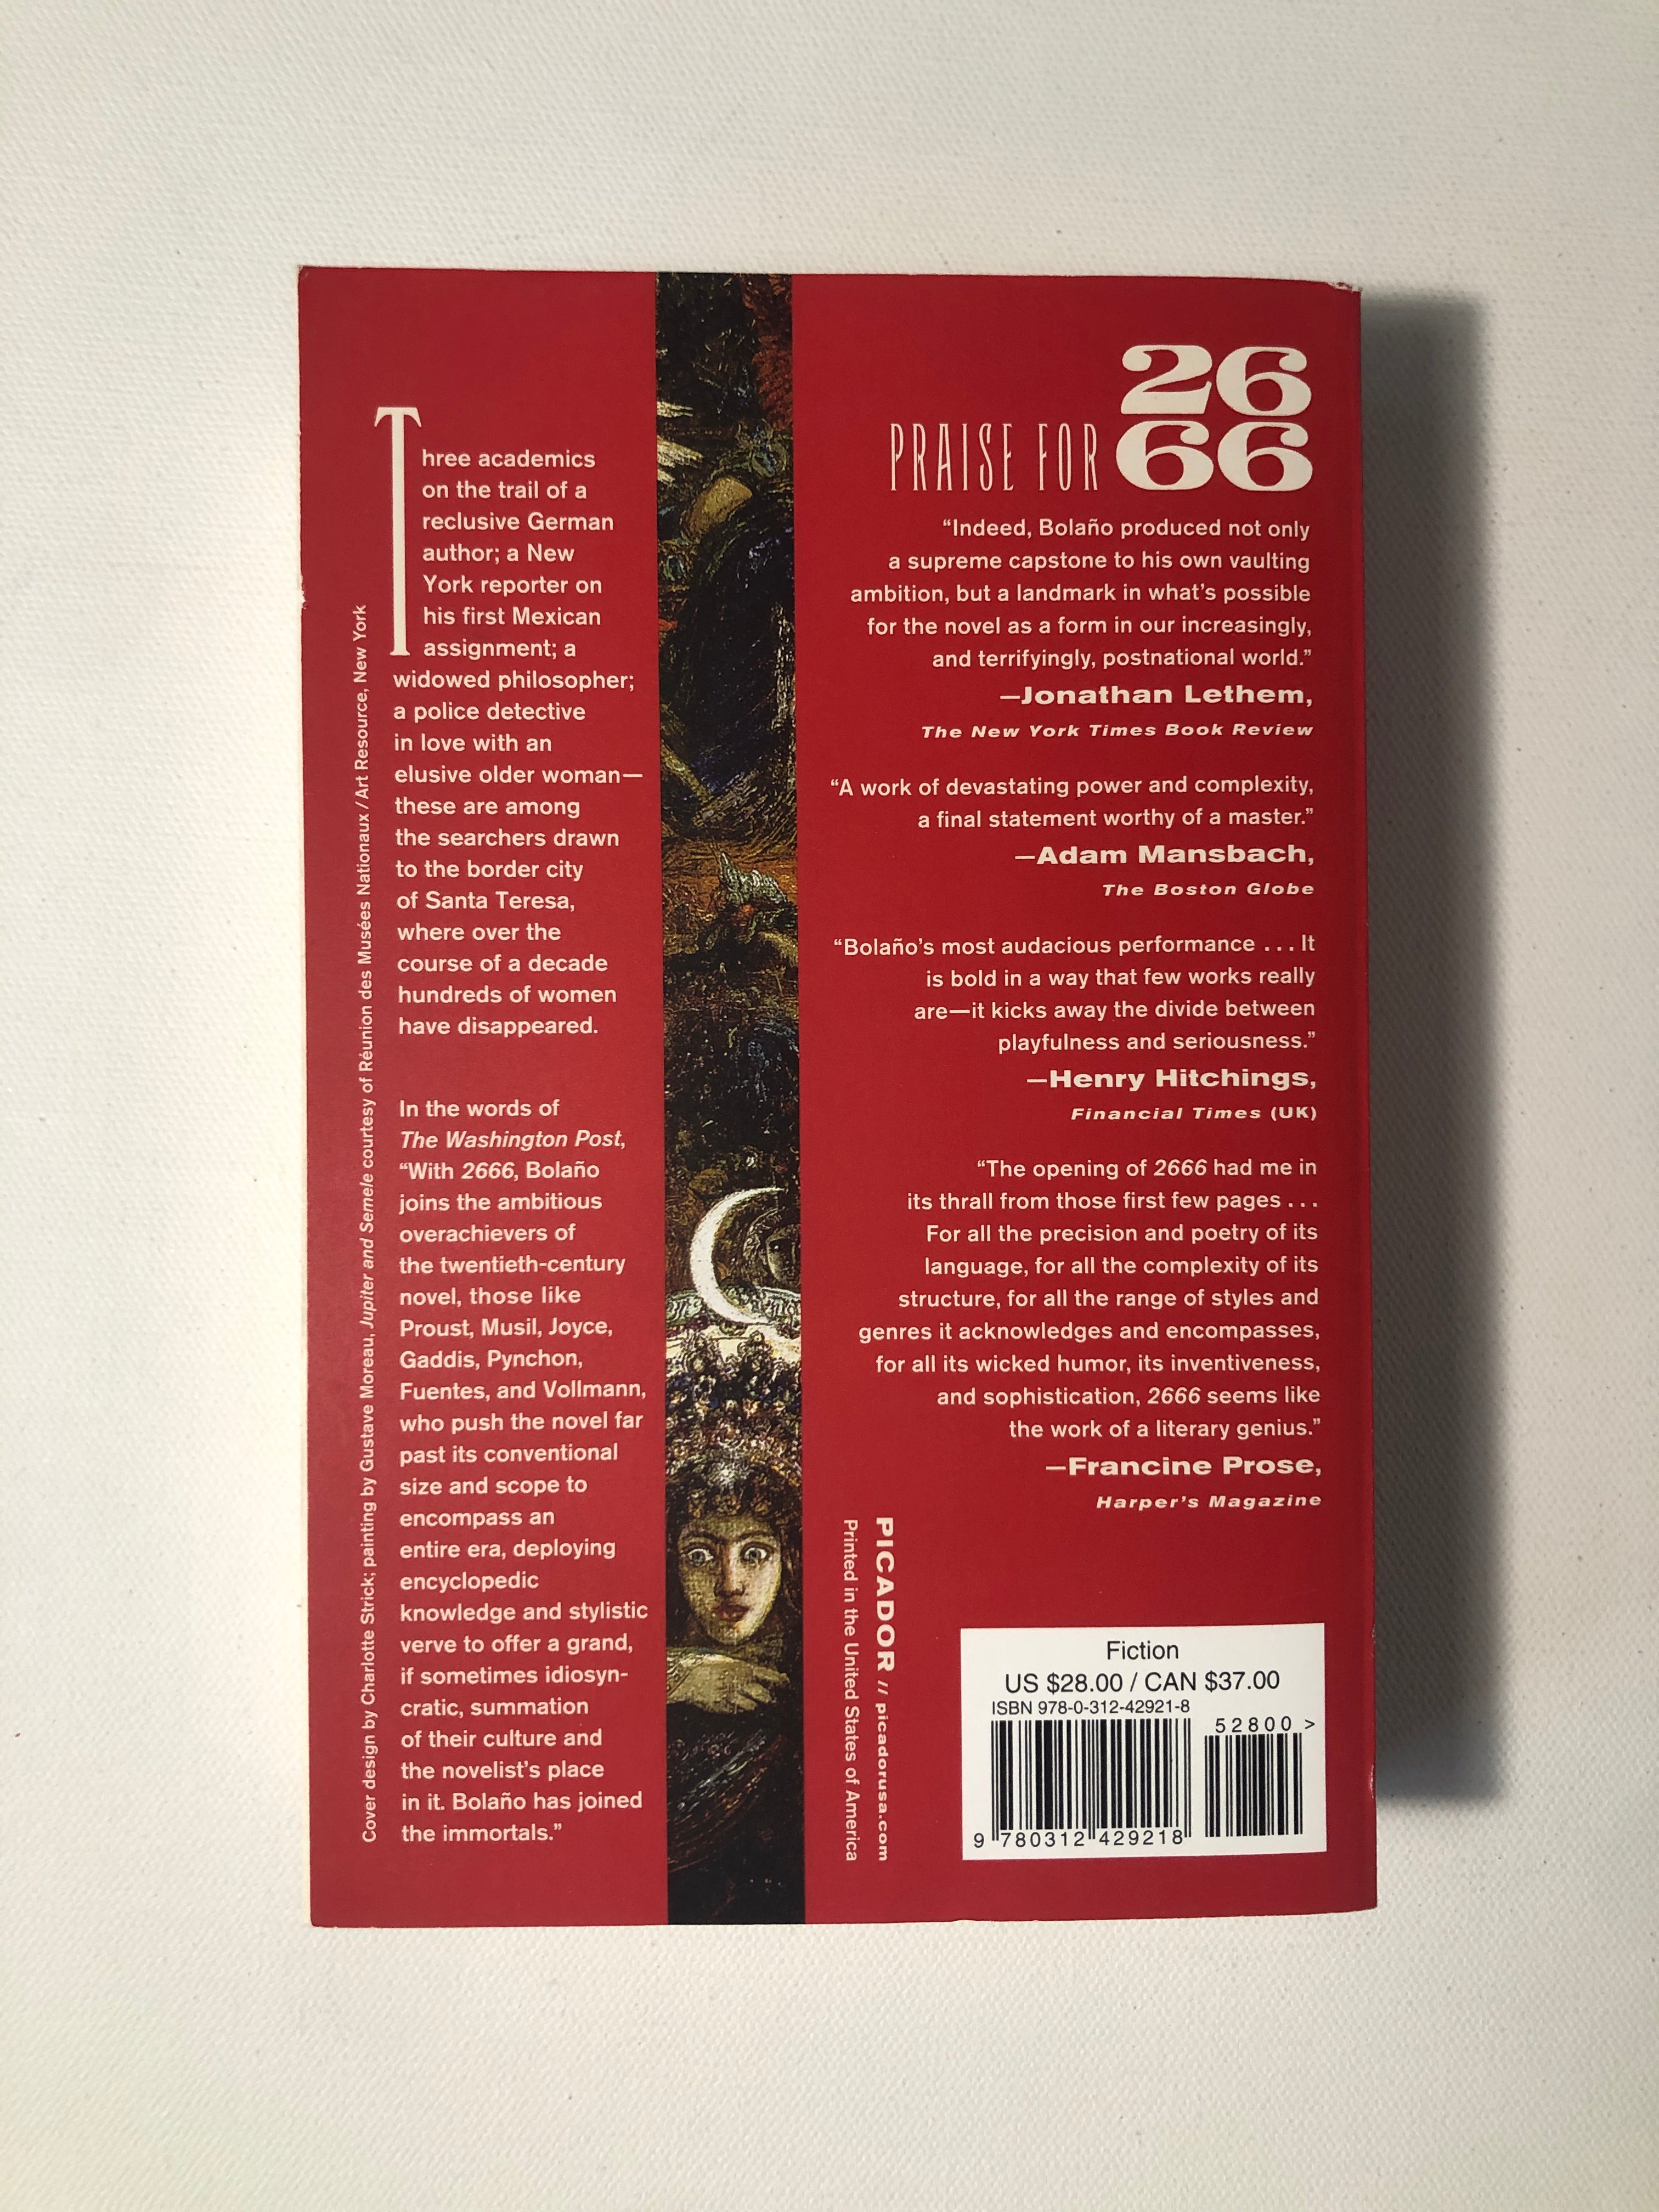 Three academics
on the trail of a
reclusive German
author; a New
York reporter on
his first Mexican
assignment; a
widowed philosopher;
a police detective
in love with an
elusive older woman—
these are among
the searchers drawn
to the border city
of Santa Teresa,
where over the
course of a decade
hundreds of women
have disappeared.
In the words of
The Washington Post,
“With 2666, Bolaño
joins the ambitious
overachievers of
the twentieth-century
novel, those like
Proust, Musil, Joyce,
Gaddis, Pynchon,
Fuentes, and Vollmann,
who push the novel far
past its conventional
size and scope to
encompass an
entire era, deploying
encyclopedic
knowledge and stylistic
verve to offer a grand,
if sometimes idiosyn-
cratic, summation
of their culture and
the novelist’s place
in it. Bolaño has joined
the immortals.”
Cover design by Charlotte Strick; painting by Gustave Moreau, Jupiter and Semele courtesy of Réunion des Musées Nationaux / Art Resource, New York
26
PRAISE FOR 66
“Indeed, Bolaño produced not only
a supreme capstone to his own vaulting
ambition, but a landmark in what’s possible
for the novel as a form in our increasingly,
and terrifyingly, postnational world.”
—Jonathan Lethem,
The New York Times Book Review
“A work of devastating power and complexity,
a final statement worthy of a master.”
—Adam Mansbach,
The Boston Globe
“Bolaño’s most audacious performance . . . It
is bold in a way that few works really
are—it kicks away the divide between
playfulness and seriousness.”
—Henry Hitchings,
Financial Times (UK)
“The opening of 2666 had me in
its thrall from those first few pages . . .
For all the precision and poetry of its
language, for all the complexity of its
structure, for all the range of styles and
genres it acknowledges and encompasses,
for all its wicked humor, its inventiveness,
and sophistication, 2666 seems like
the work of a literary genius.”
—Francine Prose,
Harper’s Magazine
PICADOR // picadorusa.com
Printed in the United States of America
Fiction
US $28.00 / CAN $37.00
ISBN 978-0-312-42921-8
52800 >
9 780312 429218